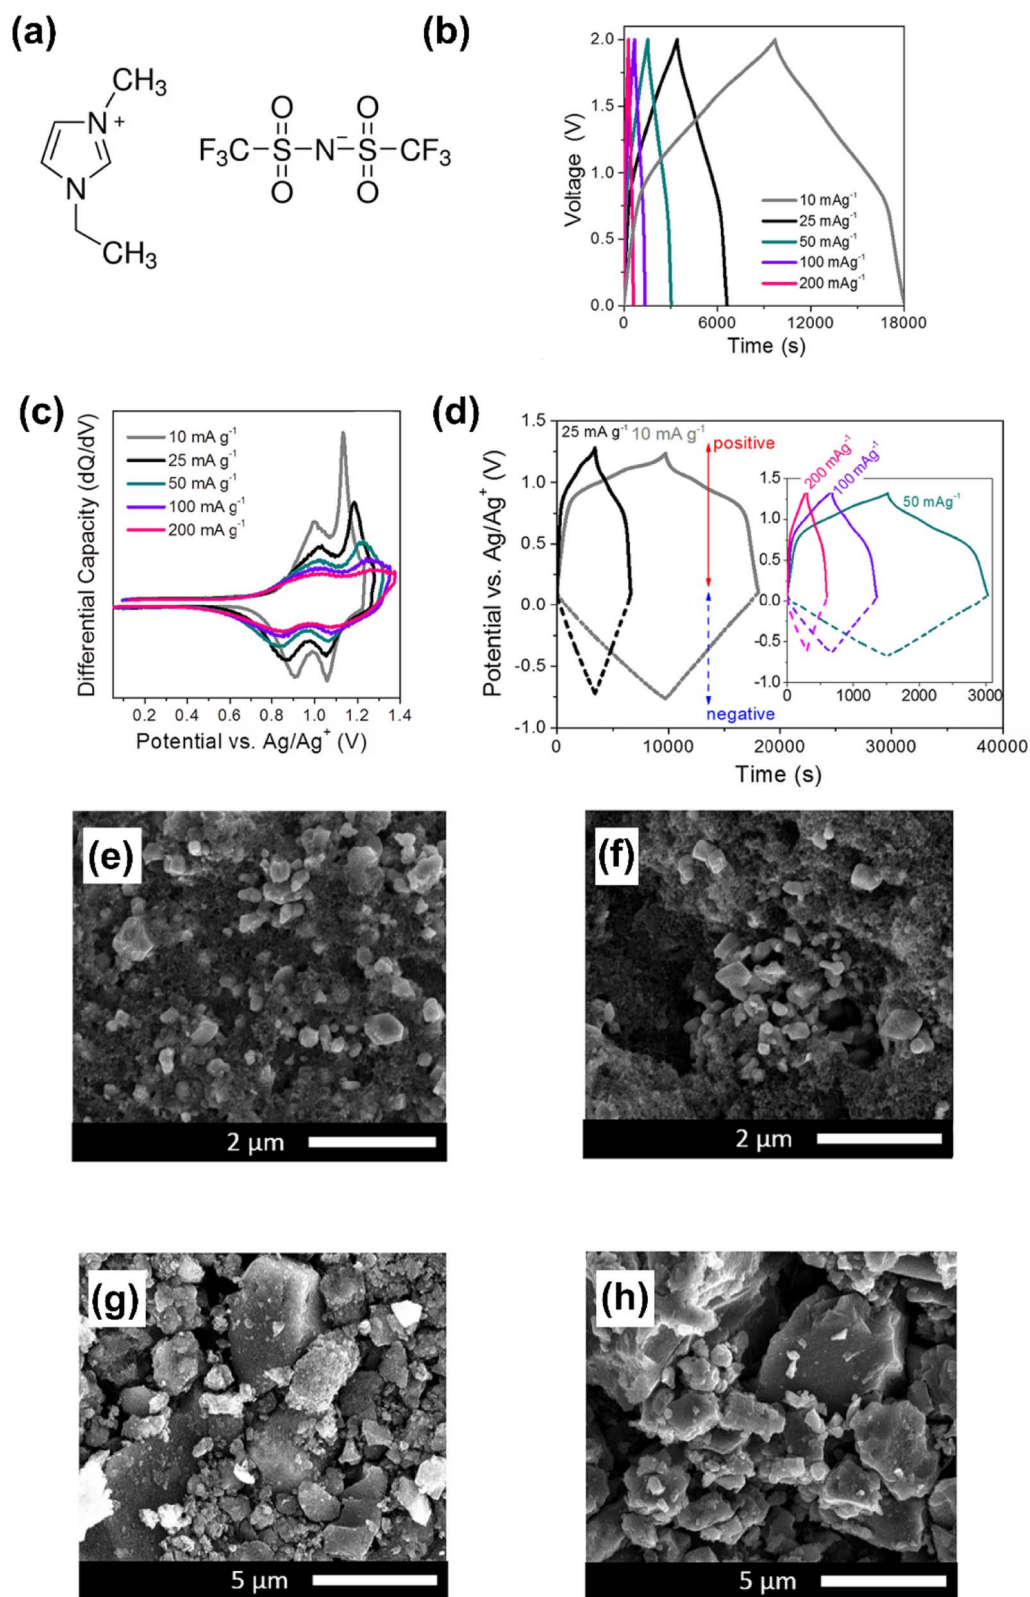 (a)
CH₃
N
+
N
CH₃
O O
F₃C S N⁻ S CF₃
O O
(b)
Voltage (V)
2.0
1.5
1.0
0.5
0.0
10 mAg⁻¹
25 mAg⁻¹
50 mAg⁻¹
100 mAg⁻¹
200 mAg⁻¹
0 6000 12000 18000
Time (s)
(c)
Differential Capacity (dQ/dV)
10 mA g⁻¹
25 mA g⁻¹
50 mA g⁻¹
100 mA g⁻¹
200 mA g⁻¹
0.2 0.4 0.6 0.8 1.0 1.2 1.4
Potential vs. Ag/Ag⁺ (V)
(d)
Potential vs. Ag/Ag⁺ (V)
1.5
1.0
0.5
0.0
-0.5
-1.0
25 mA g⁻¹
10 mA g⁻¹
positive
negative
200 mAg⁻¹
100 mAg⁻¹
50 mAg⁻¹
1.5
1.0
0.5
0.0
-0.5
-1.0
0 1000 2000 3000
0 10000 20000 30000 40000
Time (s)
(e)
2 µm
(f)
2 µm
(g)
5 µm
(h)
5 µm